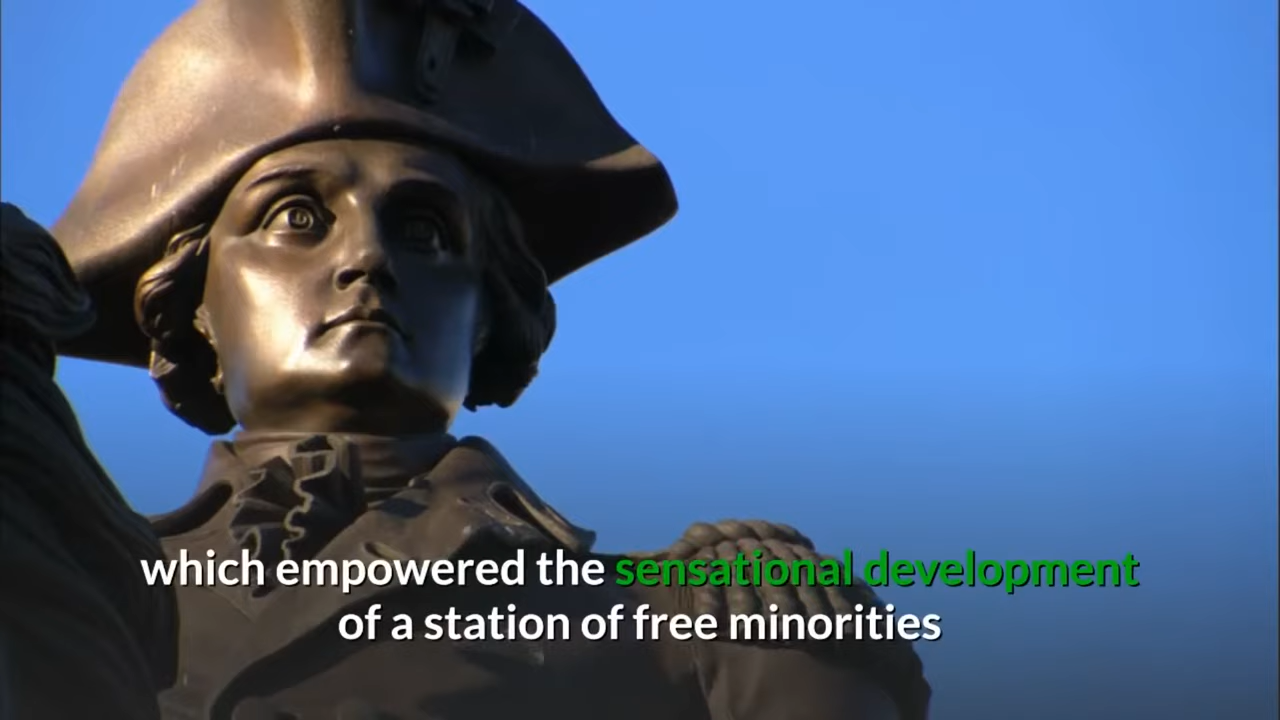 which empowered the sensational development
of a station of free minorities